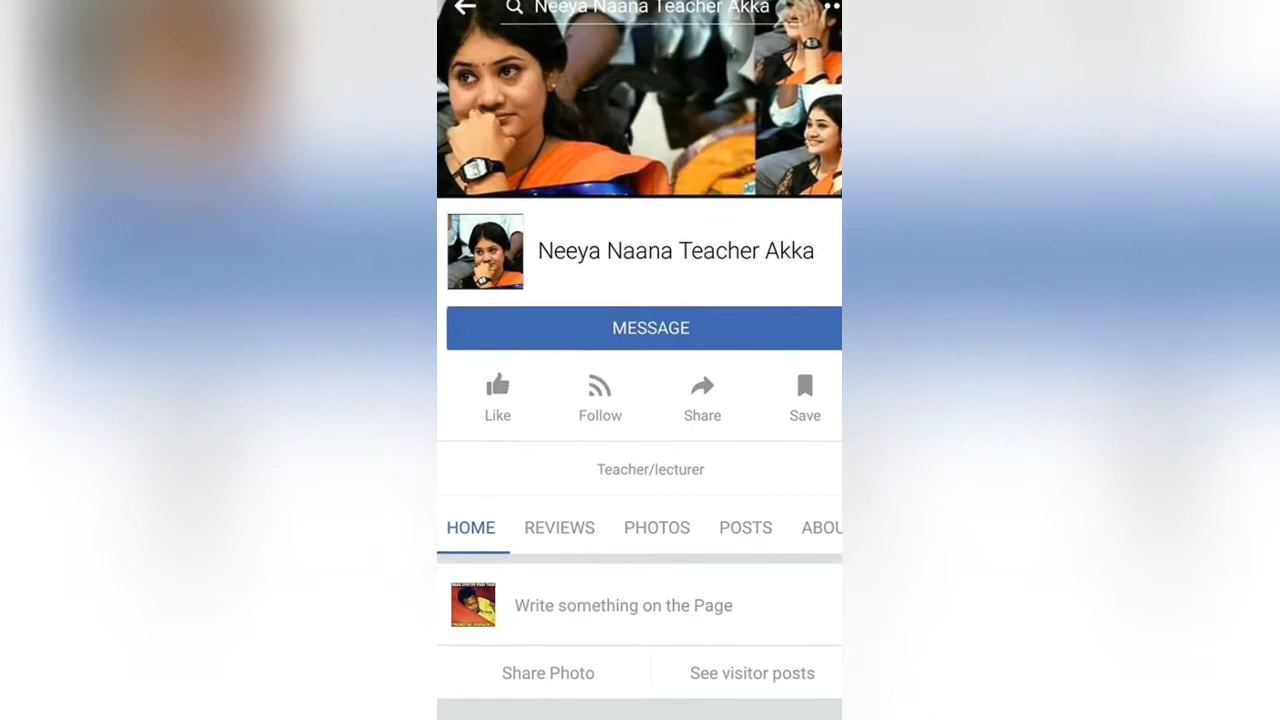 Neeya Naana Teacher Akka
Neeya Naana Teacher Akka
MESSAGE
Like Follow Share Save
Teacher/lecturer
HOME REVIEWS PHOTOS POSTS ABOU
Write something on the Page
Share Photo See visitor posts